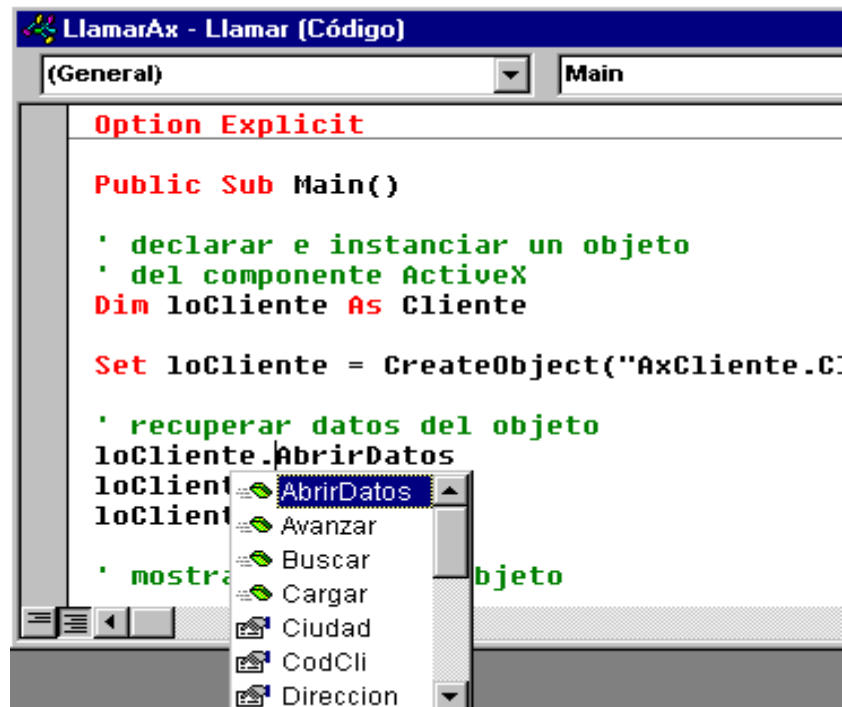 LlamarAx - Llamar (Código)
(General) Main
Option Explicit
Public Sub Main()
' declarar e instanciar un objeto
' del componente ActiveX
Dim loCliente As Cliente
Set loCliente = CreateObject("AxCliente.Cl
' recuperar datos del objeto
loCliente.AbrirDatos
loClient
loClient
' mostra bjeto
AbrirDatos
Avanzar
Buscar
Cargar
Ciudad
CodCli
Direccion